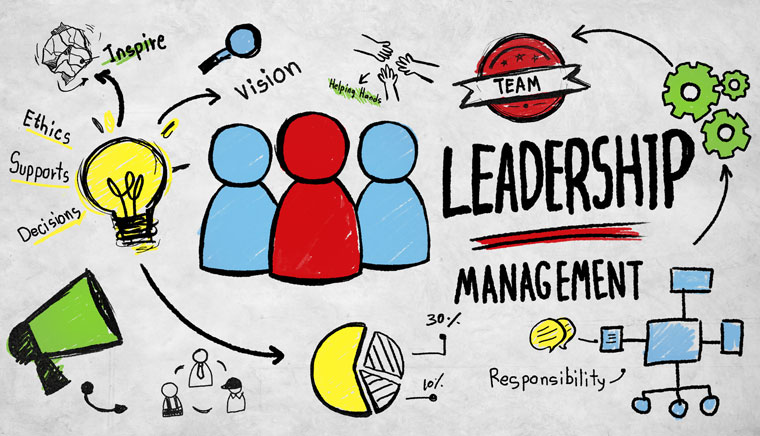 Inspire
Vision
Helping Hands
TEAM
Ethics
Supports
Decisions
LEADERSHIP
MANAGEMENT
30%
10%
Responsibility